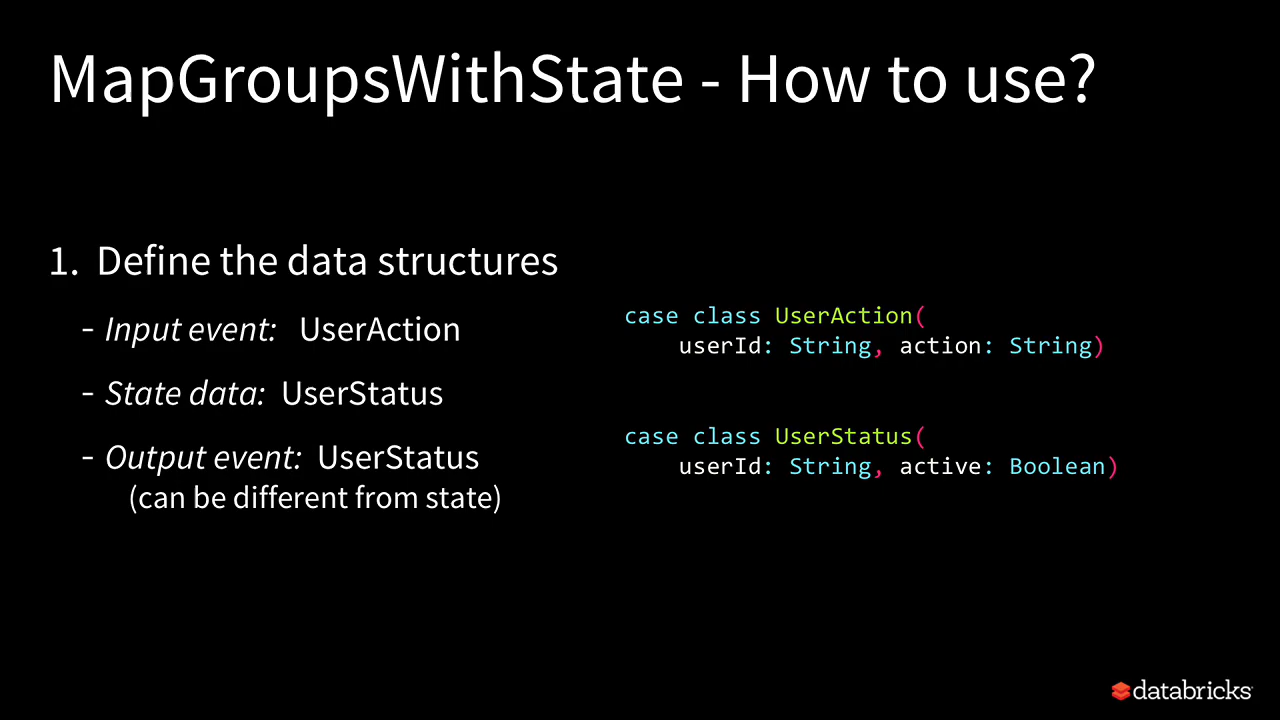 MapGroupsWithState - How to use?
1. Define the data structures
- Input event: UserAction
- State data: UserStatus
- Output event: UserStatus
(can be different from state)
case class UserAction(
userId: String, action: String)
case class UserStatus(
userId: String, active: Boolean)
databricks